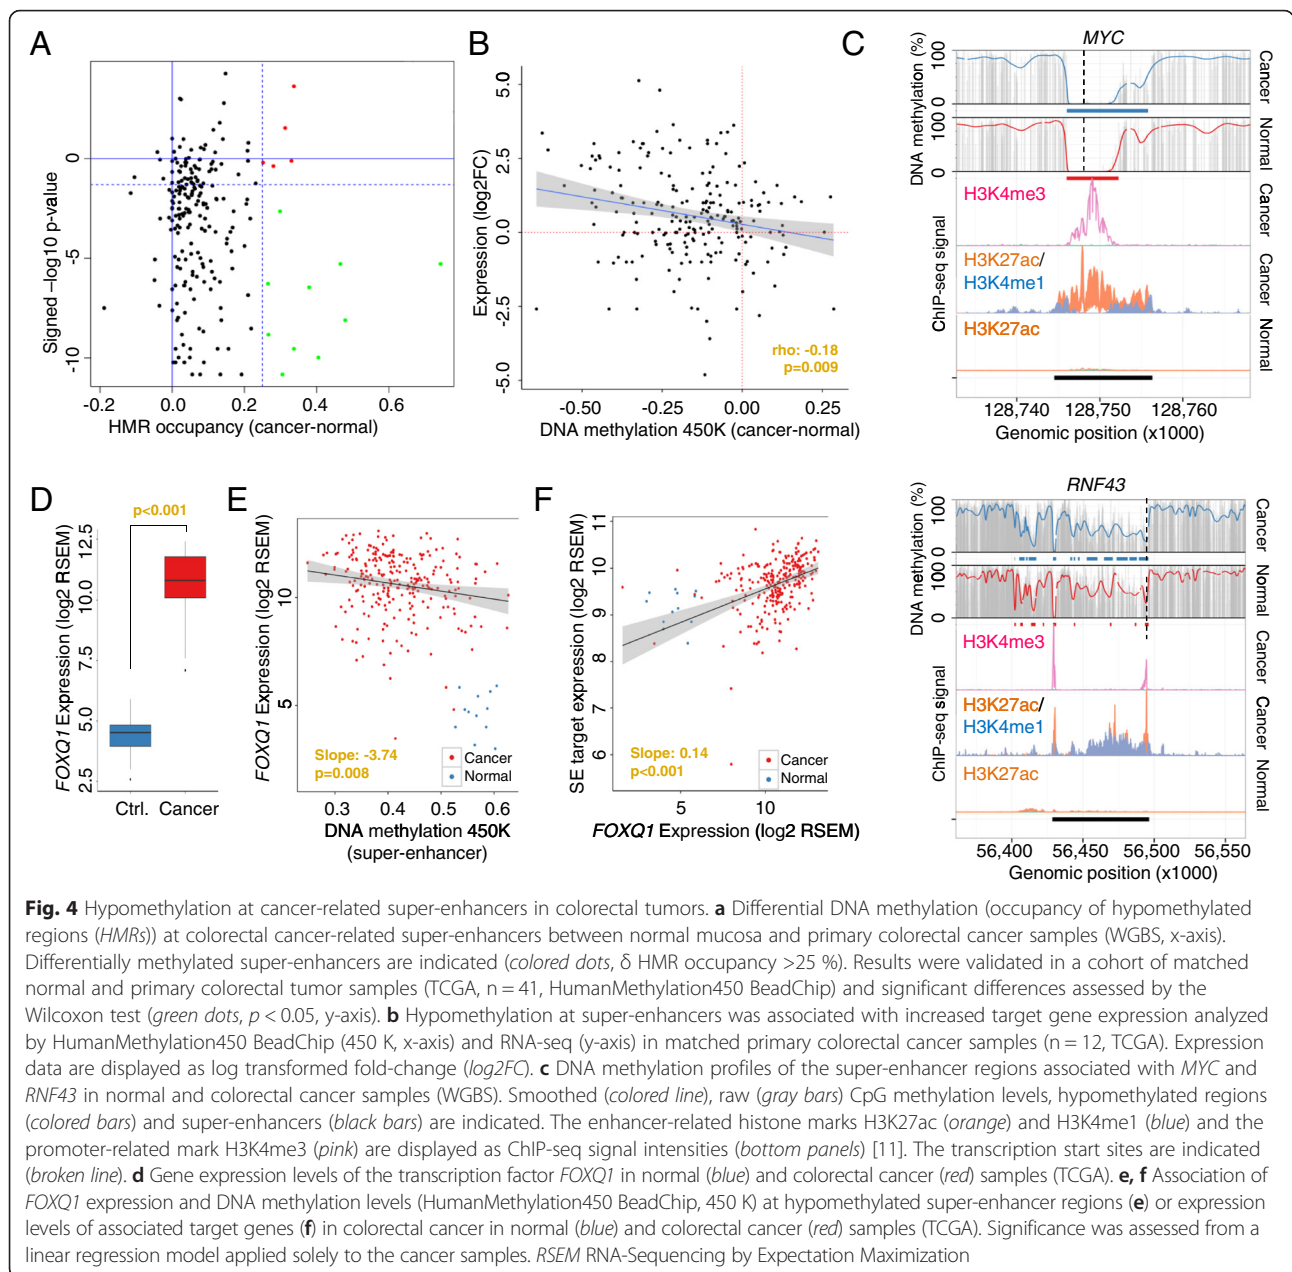 A
Signed –log10 p-value
0
-5
-10
-0.2 0.0 0.2 0.4 0.6
HMR occupancy (cancer-normal)
B
Expression (log2FC)
5.0
2.5
0.0
-2.5
-5.0
rho: -0.18
p=0.009
-0.50 -0.25 0.00 0.25
DNA methylation 450K (cancer-normal)
C
MYC
DNA methylation (%)
100
0
100
0
Cancer
Normal
ChIP-seq signal
H3K4me3
Cancer
H3K27ac/
H3K4me1
Cancer
H3K27ac
Normal
128,740 128,750 128,760
Genomic position (x1000)
RNF43
DNA methylation (%)
100
0
100
0
Cancer
Normal
ChIP-seq signal
H3K4me3
Cancer
H3K27ac/
H3K4me1
Cancer
H3K27ac
Normal
56,400 56,450 56,500 56,550
Genomic position (x1000)
D
p<0.001
FOXQ1 Expression (log2 RSEM)
12.5
10.0
7.5
5.0
2.5
Ctrl. Cancer
E
FOXQ1 Expression (log2 RSEM)
10
5
Slope: -3.74
p=0.008
Cancer
Normal
0.3 0.4 0.5 0.6
DNA methylation 450K
(super-enhancer)
F
SE target expression (log2 RSEM)
11
10
9
8
7
6
Slope: 0.14
p<0.001
Cancer
Normal
5 10
FOXQ1 Expression (log2 RSEM)
Fig. 4 Hypomethylation at cancer-related super-enhancers in colorectal tumors. a Differential DNA methylation (occupancy of hypomethylated
regions (HMRs)) at colorectal cancer-related super-enhancers between normal mucosa and primary colorectal cancer samples (WGBS, x-axis).
Differentially methylated super-enhancers are indicated (colored dots, δ HMR occupancy >25 %). Results were validated in a cohort of matched
normal and primary colorectal tumor samples (TCGA, n = 41, HumanMethylation450 BeadChip) and significant differences assessed by the
Wilcoxon test (green dots, p < 0.05, y-axis). b Hypomethylation at super-enhancers was associated with increased target gene expression analyzed
by HumanMethylation450 BeadChip (450 K, x-axis) and RNA-seq (y-axis) in matched primary colorectal cancer samples (n = 12, TCGA). Expression
data are displayed as log transformed fold-change (log2FC). c DNA methylation profiles of the super-enhancer regions associated with MYC and
RNF43 in normal and colorectal cancer samples (WGBS). Smoothed (colored line), raw (gray bars) CpG methylation levels, hypomethylated regions
(colored bars) and super-enhancers (black bars) are indicated. The enhancer-related histone marks H3K27ac (orange) and H3K4me1 (blue) and the
promoter-related mark H3K4me3 (pink) are displayed as ChIP-seq signal intensities (bottom panels) [11]. The transcription start sites are indicated
(broken line). d Gene expression levels of the transcription factor FOXQ1 in normal (blue) and colorectal cancer (red) samples (TCGA). e, f Association of
FOXQ1 expression and DNA methylation levels (HumanMethylation450 BeadChip, 450 K) at hypomethylated super-enhancer regions (e) or expression
levels of associated target genes (f) in colorectal cancer in normal (blue) and colorectal cancer (red) samples (TCGA). Significance was assessed from a
linear regression model applied solely to the cancer samples. RSEM RNA-Sequencing by Expectation Maximization